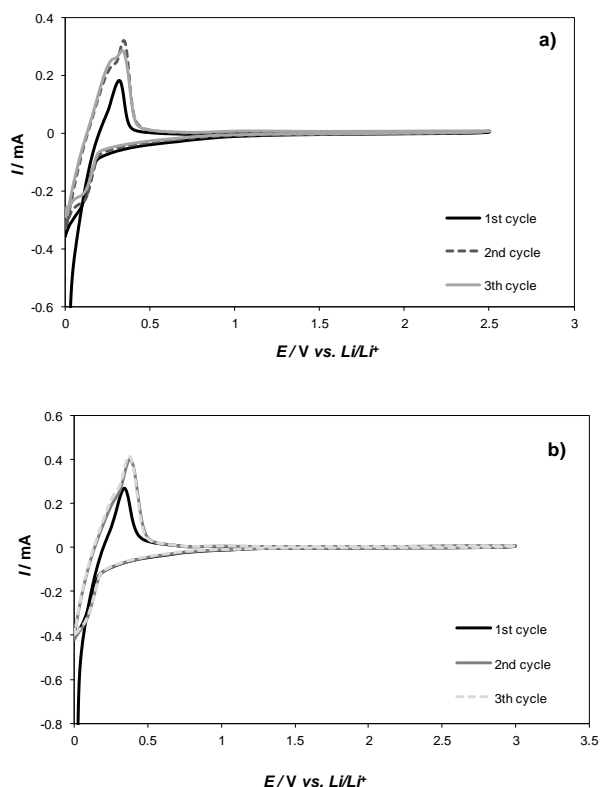 0.4
a)
0.2
0
-0.2
-0.4
-0.6
I / mA
1st cycle
2nd cycle
3th cycle
0 0.5 1 1.5 2 2.5 3
E / V vs. Li/Li⁺
0.6
b)
0.4
0.2
0
-0.2
-0.4
-0.6
-0.8
I / mA
1st cycle
2nd cycle
3th cycle
0 0.5 1 1.5 2 2.5 3 3.5
E / V vs. Li/Li⁺